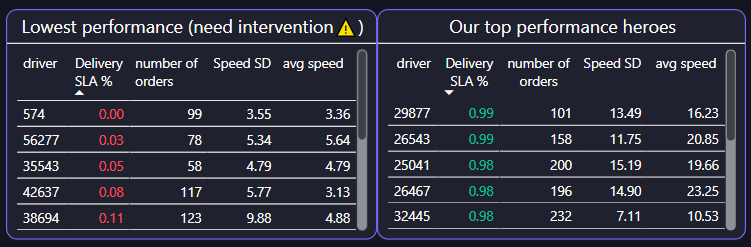 Lowest performance (need intervention ⚠️ )
driver Delivery SLA % number of orders Speed SD avg speed
574 0.00 99 3.55 3.36
56277 0.03 78 5.34 5.64
35543 0.05 58 4.79 4.79
42637 0.08 117 5.77 3.13
38694 0.11 123 9.88 4.88
Our top performance heroes
driver Delivery SLA % number of orders Speed SD avg speed
29877 0.99 101 13.49 16.23
26543 0.99 158 11.75 20.85
25041 0.98 200 15.19 19.66
26467 0.98 196 14.90 23.25
32445 0.98 232 7.11 10.53